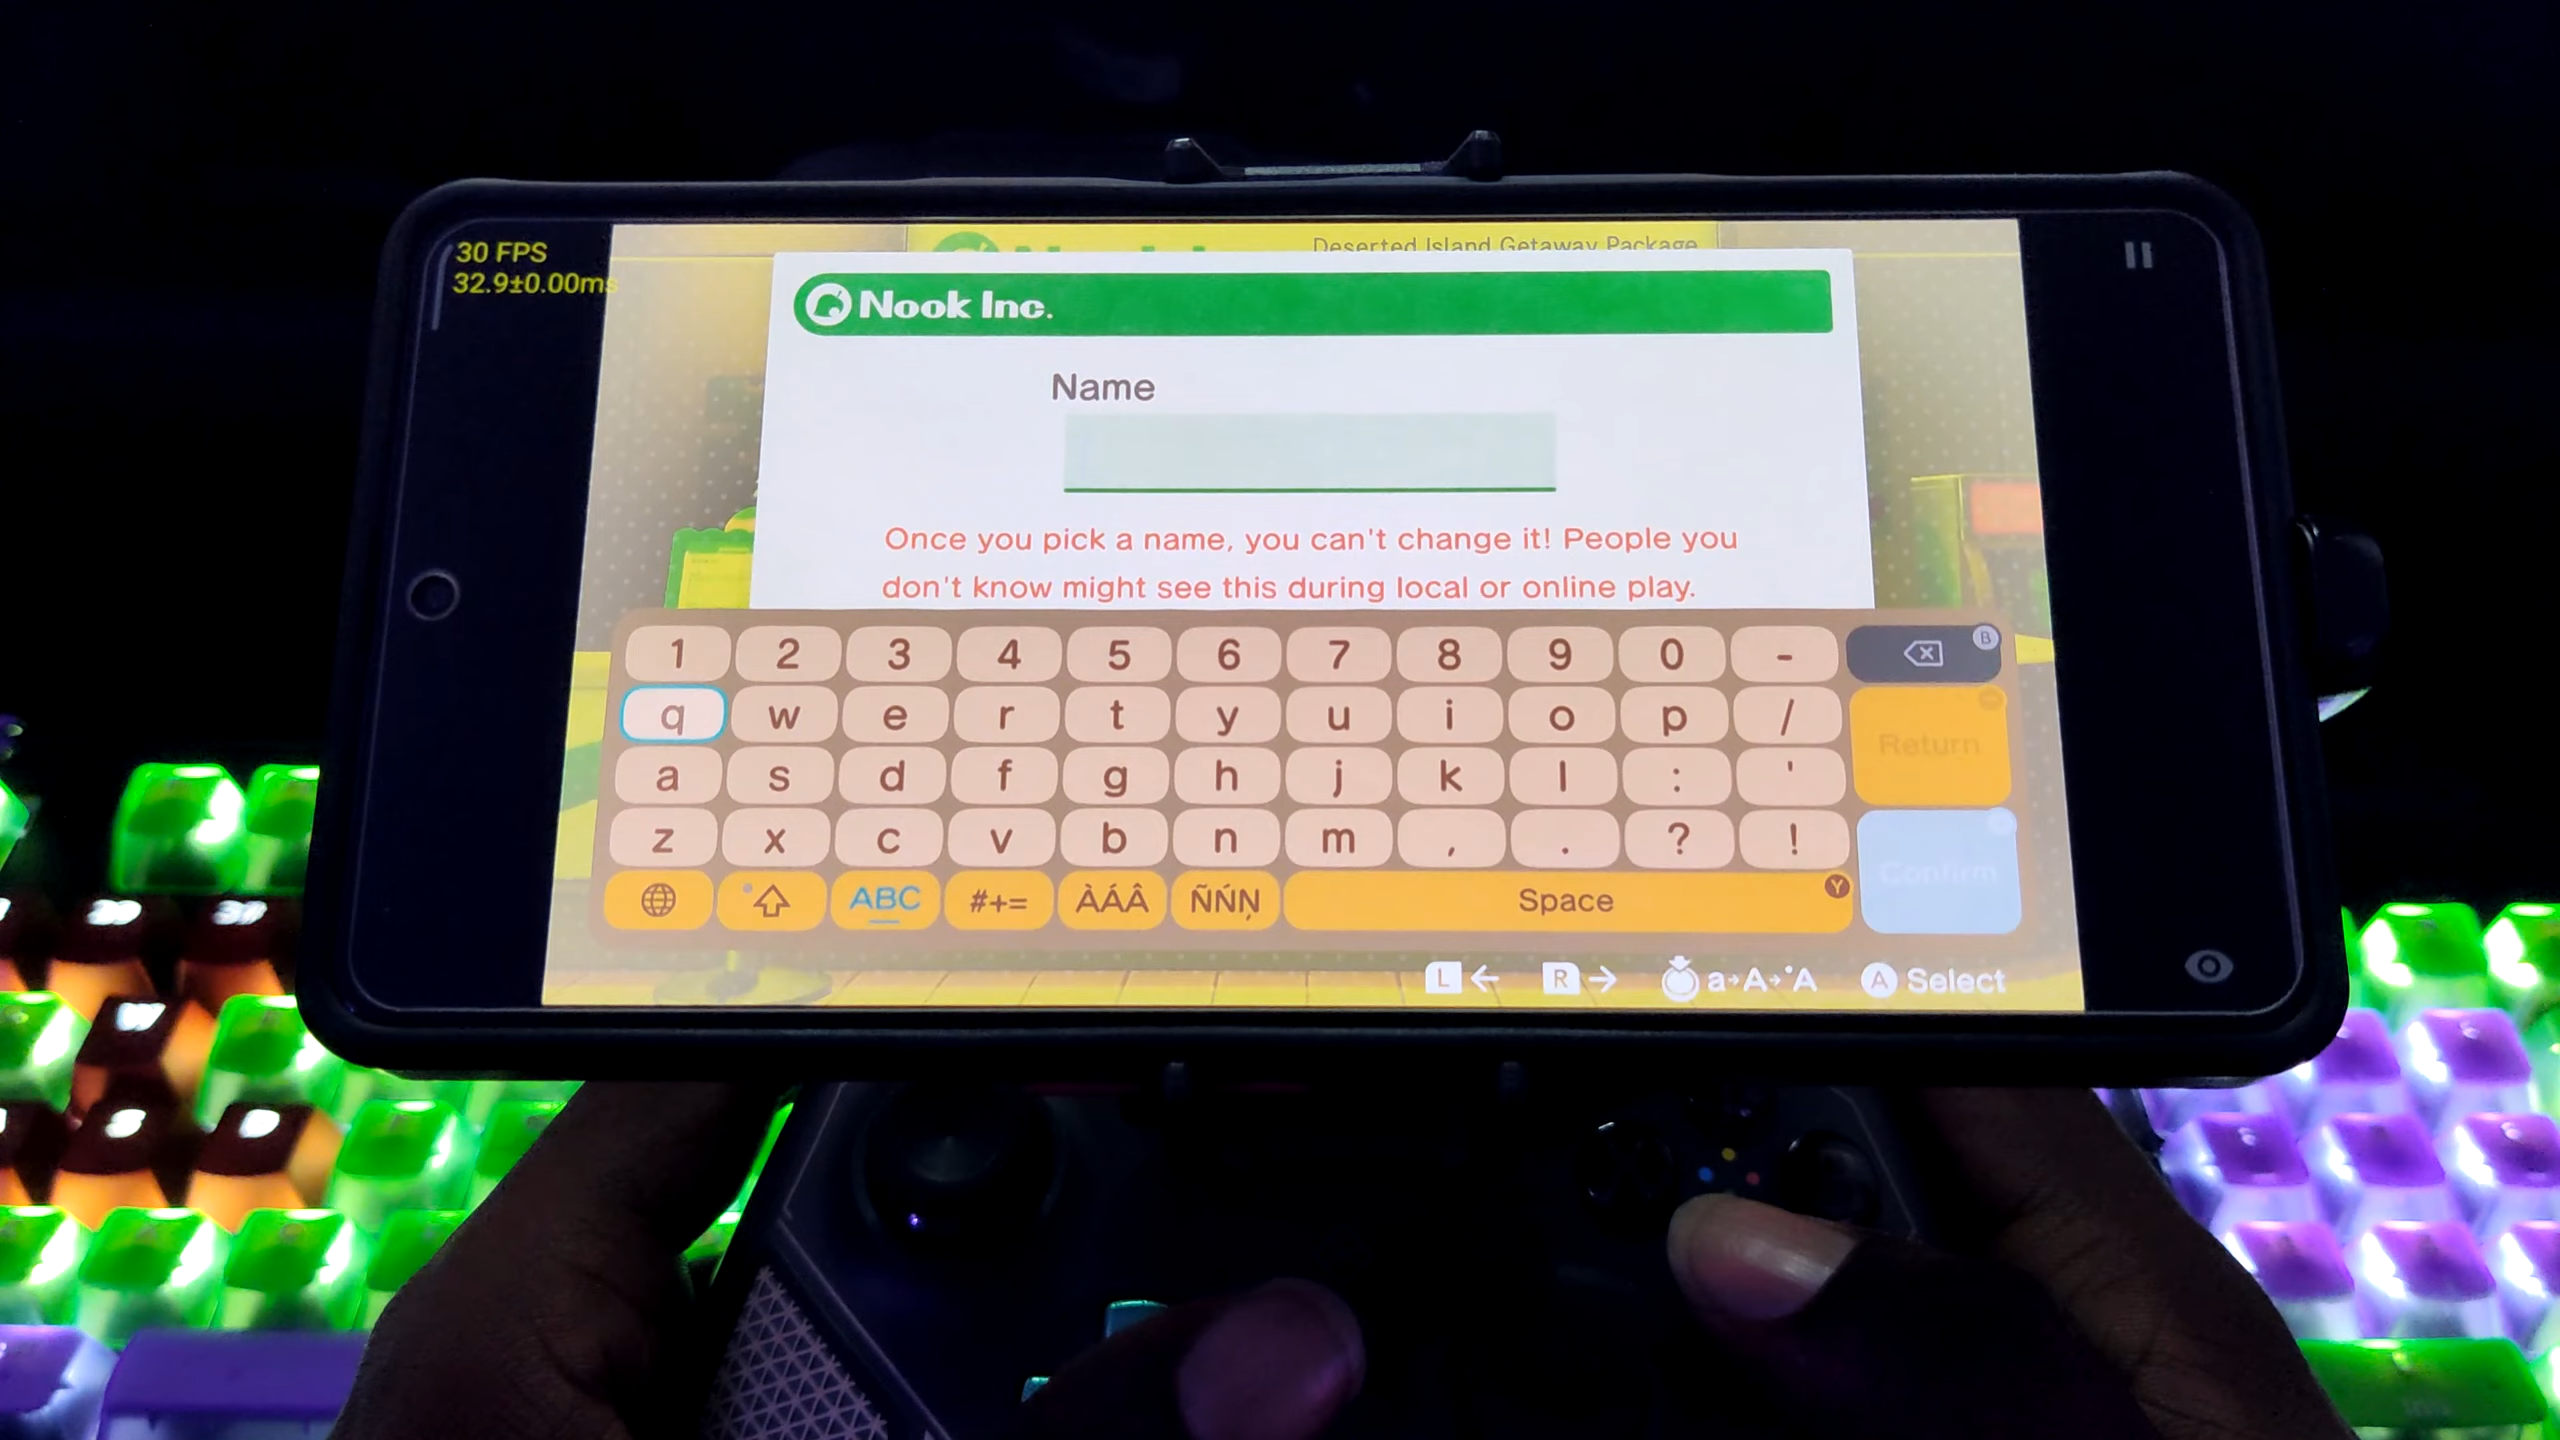 30 FPS
32.9±0.00ms
Deserted Island Getaway Package
Nook Inc.
Name
Once you pick a name, you can't change it! People you
don't know might see this during local or online play.
1 2 3 4 5 6 7 8 9 0 - B
q w e r t y u i o p /
Return
a s d f g h j k l : '
z x c v b n m , . ? !
Confirm
ABC #+= ÀÁÂ ÑŃŅ Space Y
L ← R → a→A→•A A Select
W
S